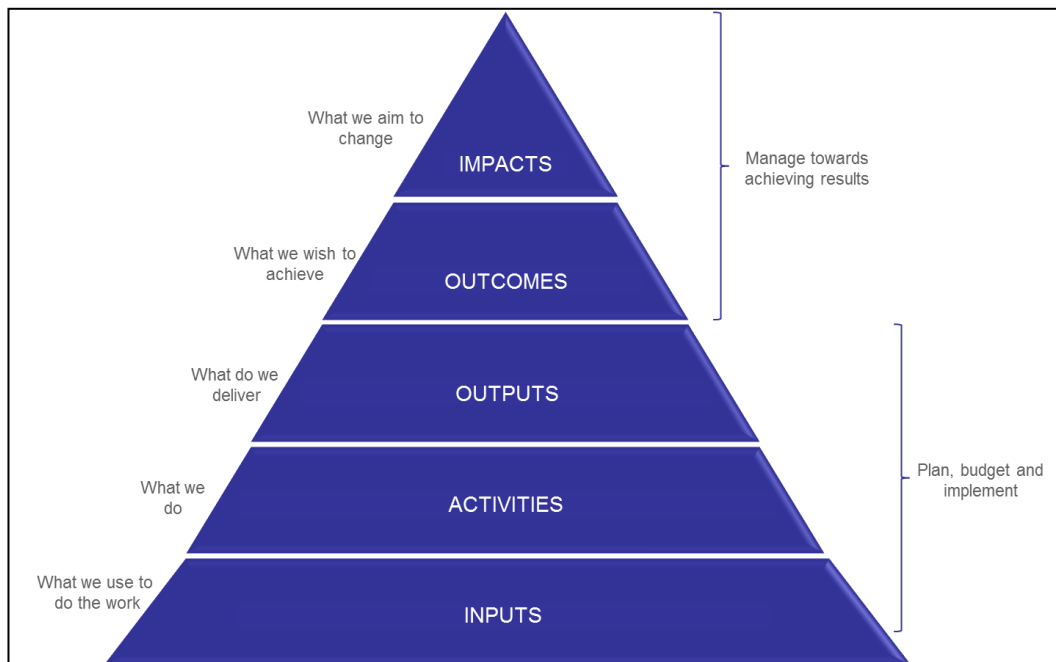 What we aim to
change
IMPACTS
Manage towards
achieving results
What we wish to
achieve
OUTCOMES
What do we
deliver
OUTPUTS
What we
do
ACTIVITIES
Plan, budget and
implement
What we use to
do the work
INPUTS